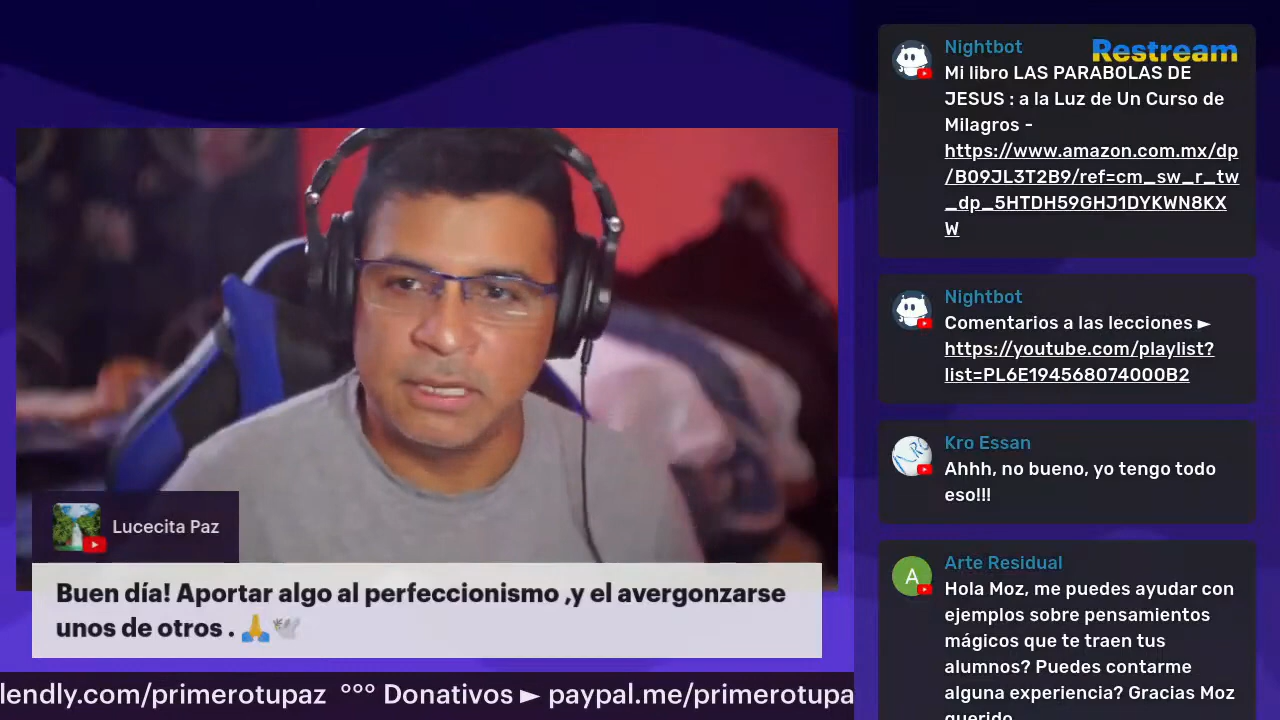 Nightbot
Restream
Mi libro LAS PARABOLAS DE
JESUS : a la Luz de Un Curso de
Milagros -
https://www.amazon.com.mx/dp
/B09JL3T2B9/ref=cm_sw_r_tw
_dp_5HTDH59GHJ1DYKWN8KX
W
Nightbot
Comentarios a las lecciones ►
https://youtube.com/playlist?
list=PL6E194568074000B2
Kro Essan
Ahhh, no bueno, yo tengo todo
eso!!!
A
Arte Residual
Hola Moz, me puedes ayudar con
ejemplos sobre pensamientos
mágicos que te traen tus
alumnos? Puedes contarme
alguna experiencia? Gracias Moz
querido
Lucecita Paz
Buen día! Aportar algo al perfeccionismo ,y el avergonzarse
unos de otros . 🙏🕊️
lendly.com/primerotupaz °°° Donativos ► paypal.me/primerotupa